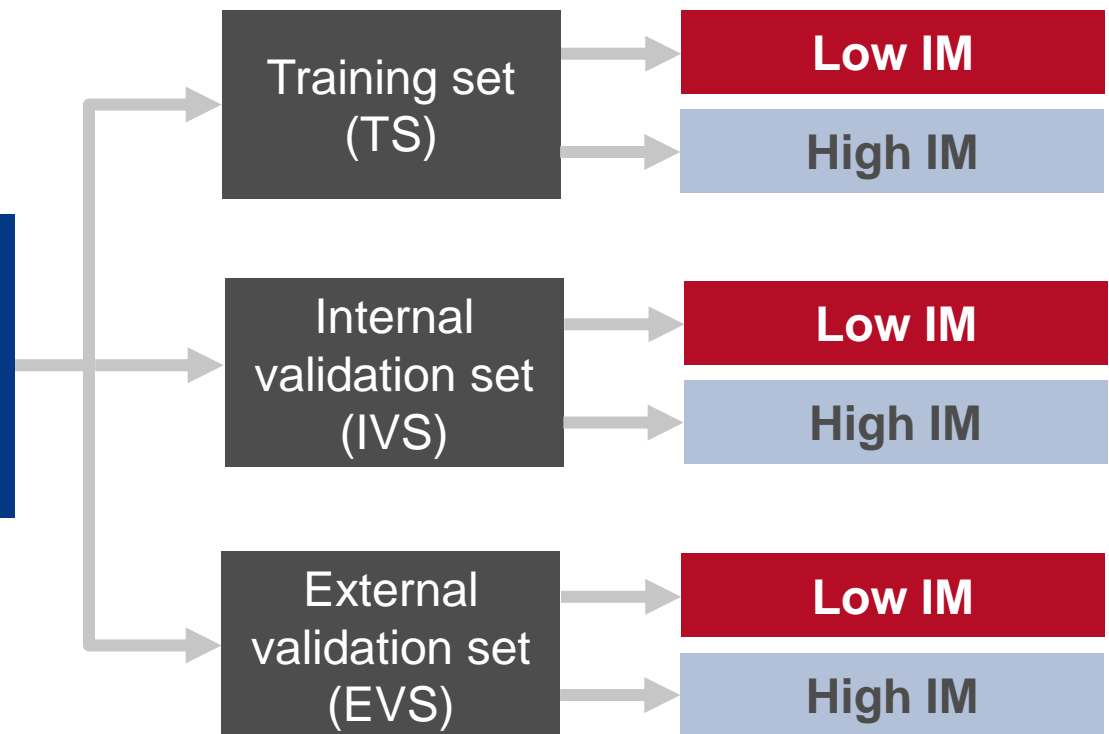 Training set
(TS)
Low IM
High IM
Internal
validation set
(IVS)
Low IM
High IM
External
validation set
(EVS)
Low IM
High IM